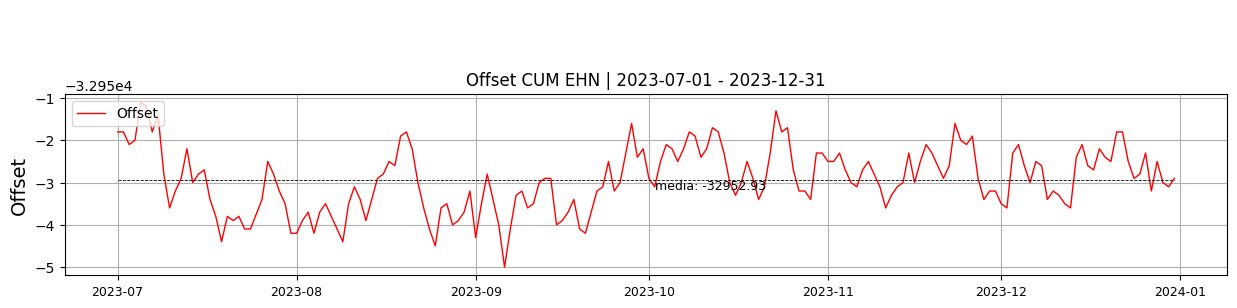 Offset CUM EHN | 2023-07-01 - 2023-12-31
−3.295e4
Offset
Offset
−1
−2
−3
−4
−5
media: -32952.93
2023-07
2023-08
2023-09
2023-10
2023-11
2023-12
2024-01